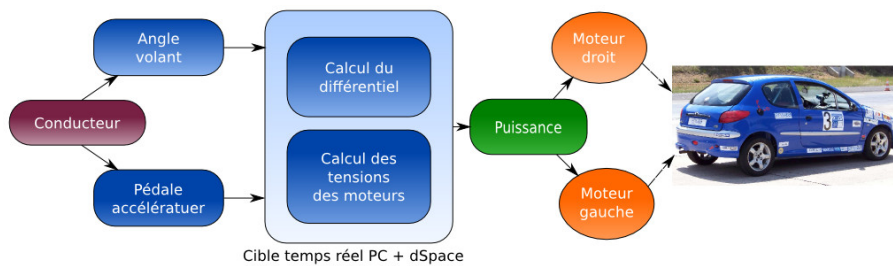 Angle
volant
Conducteur
Pédale
accélératuer
Calcul du
différentiel
Calcul des
tensions
des moteurs
Cible temps réel PC + dSpace
Puissance
Moteur
droit
Moteur
gauche
3